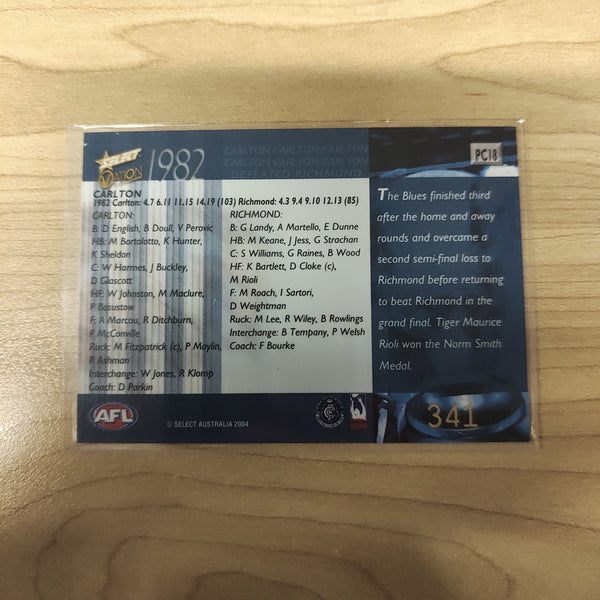 SELECT
OVATION
1982
CARLTON CARLTON CARLTON
CARLTON CARLTON CARLTON
DEFEATED RICHMOND
PC18
CARLTON
1982 Carlton: 4.7 6.11 11.15 14.19 (103) Richmond: 4.3 9.4 9.10 12.13 (85)
CARLTON:
B: D English, B Doull, V Perovic
HB: M Bortolotto, K Hunter,
K Sheldon
C: W Harmes, J Buckley,
D Glascott
HF: W Johnston, M Maclure,
P Bosustow
F: A Marcou, R Ditchburn,
P McConville
Ruck: M Fitzpatrick (c), P Maylin,
R Ashman
Interchange: W Jones, R Klomp
Coach: D Parkin
RICHMOND:
B: G Landy, A Martello, E Dunne
HB: M Keane, J Jess, G Strachan
C: S Williams, G Raines, B Wood
HF: K Bartlett, D Cloke (c),
M Rioli
F: M Roach, I Sartori,
D Weightman
Ruck: M Lee, R Wiley, B Rowlings
Interchange: B Tempany, P Welsh
Coach: F Bourke
The Blues finished third
after the home and away
rounds and overcame a
second semi-final loss to
Richmond before returning
to beat Richmond in the
grand final. Tiger Maurice
Rioli won the Norm Smith
Medal.
AFL
© SELECT AUSTRALIA 2004
341